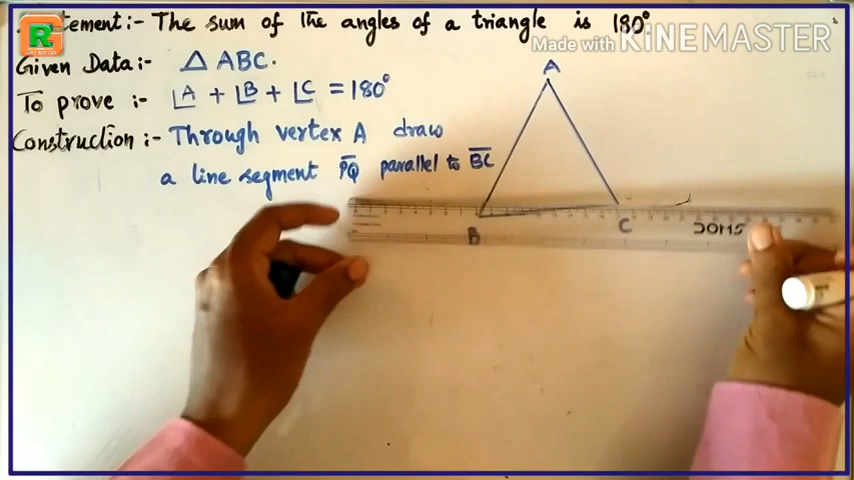 tement:- The sum of the angles of a triangle is 180°
Made with KINEMASTER
Given Data:- △ ABC.
A
To prove :- ∠A + ∠B + ∠C = 180°
Construction :- Through vertex A draw
a line segment PQ parallel to BC
B
C
DOMS
R